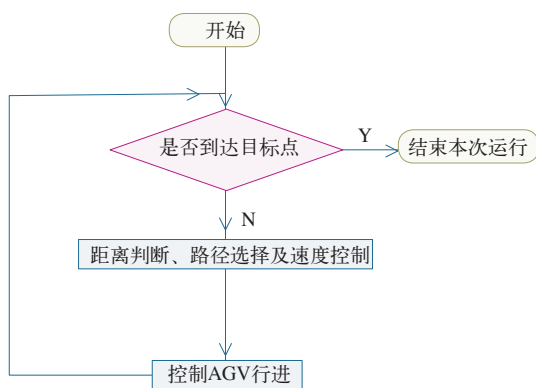 开始
是否到达目标点
Y
结束本次运行
N
距离判断、路径选择及速度控制
控制AGV行进